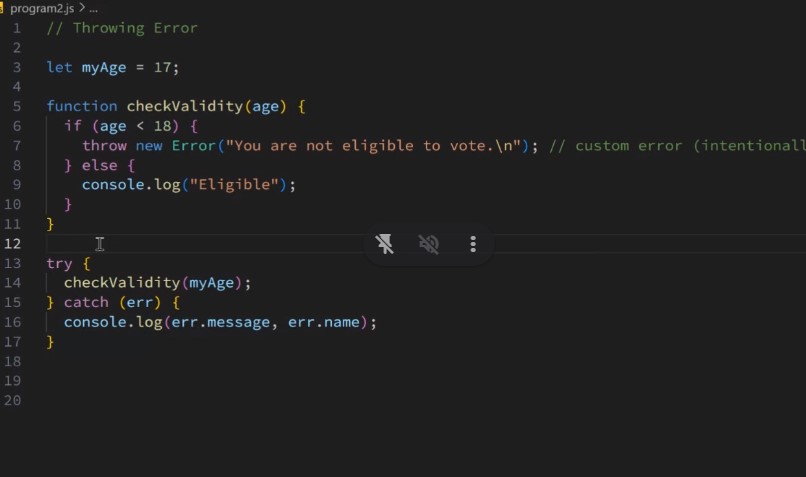 program2.js > ...
1 // Throwing Error
2
3 let myAge = 17;
4
5 function checkValidity(age) {
6 if (age < 18) {
7 throw new Error("You are not eligible to vote.\n"); // custom error (intentionall
8 } else {
9 console.log("Eligible");
10 }
11 }
12
13 try {
14 checkValidity(myAge);
15 } catch (err) {
16 console.log(err.message, err.name);
17 }
18
19
20